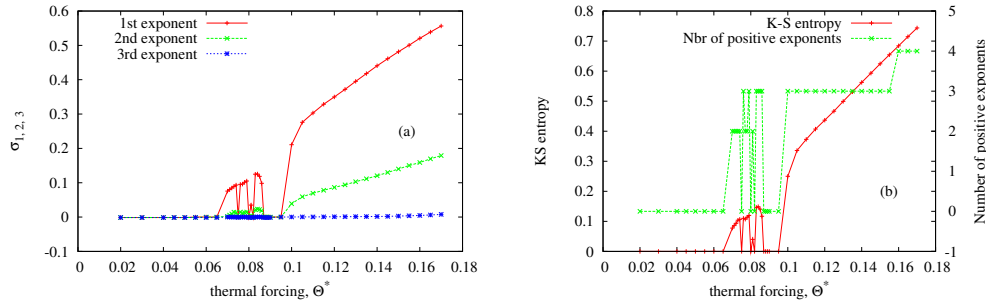 1st exponent
2nd exponent
3rd exponent
0.6
0.5
0.4
0.3
0.2
0.1
0
-0.1
σ1, 2, 3
(a)
0.00 0.02 0.04 0.06 0.08 0.1 0.12 0.14 0.16 0.18
thermal forcing, Θ*
K-S entropy
Nbr of positive exponents
0.8
0.7
0.6
0.5
0.4
0.3
0.2
0.1
0
KS entropy
(b)
5
4
3
2
1
0
-1
Number of positive exponents
0.00 0.02 0.04 0.06 0.08 0.1 0.12 0.14 0.16 0.18
thermal forcing, Θ*